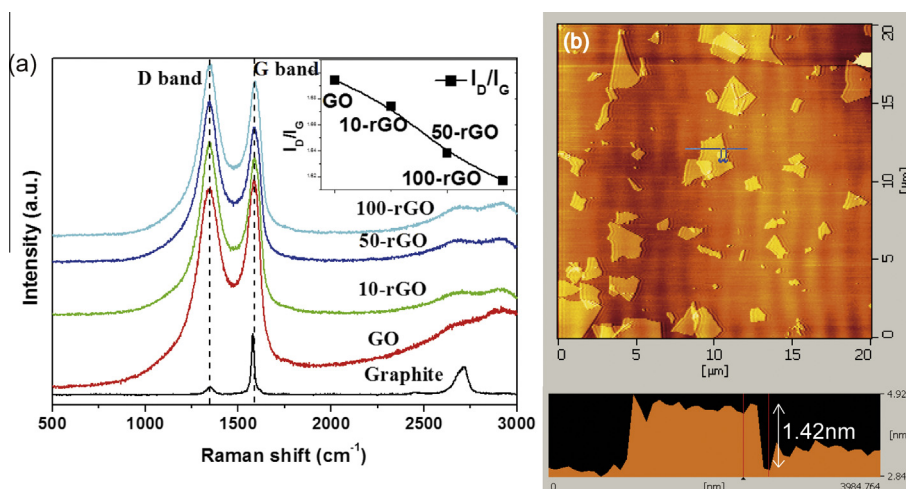 (a)
D band
G band
I_D/I_G
GO
10-rGO
50-rGO
100-rGO
I_D/I_G
100-rGO
50-rGO
10-rGO
GO
Graphite
Intensity (a.u.)
500 1000 1500 2000 2500 3000
Raman shift (cm⁻¹)
(b)
20
15
10
5
0
[µm]
0 5 10 15 20
[µm]
4.92
[nm]
2.84
1.42nm
0 [nm] 3984.764